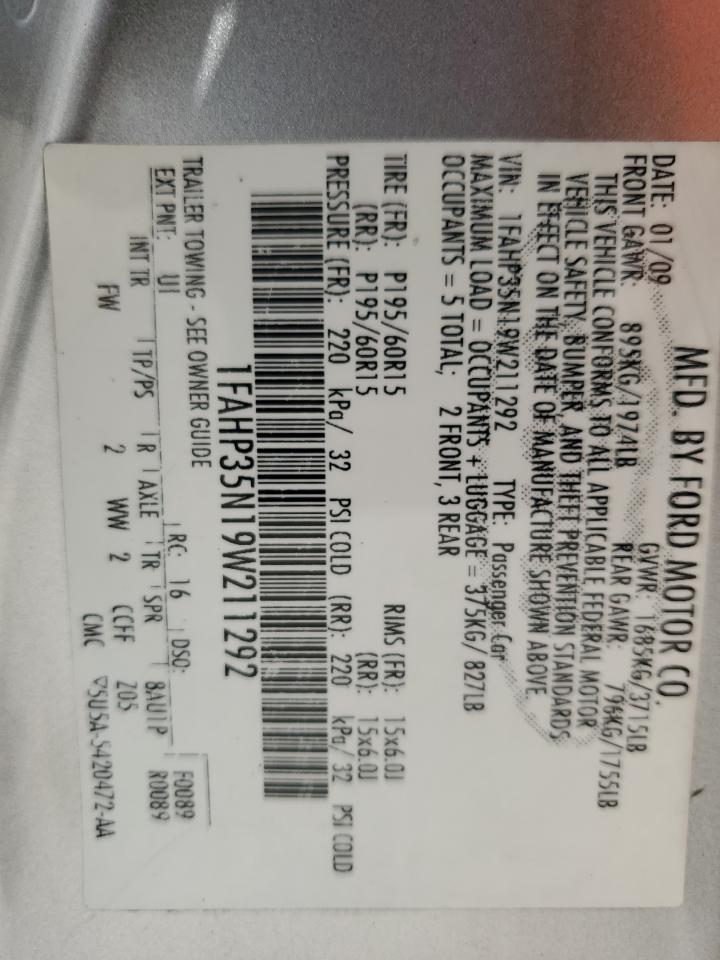 MFD. BY FORD MOTOR CO.
DATE: 01/09 GVWR: 1685KG/3715LB
FRONT GAWR: 895KG/1974LB REAR GAWR: 796KG/1755LB
THIS VEHICLE CONFORMS TO ALL APPLICABLE FEDERAL MOTOR
VEHICLE SAFETY, BUMPER, AND THEFT PREVENTION STANDARDS
IN EFFECT ON THE DATE OF MANUFACTURE SHOWN ABOVE.
VIN: 1FAHP35N19W211292 TYPE: Passenger Car
MAXIMUM LOAD = OCCUPANTS + LUGGAGE = 375KG/ 827LB
OCCUPANTS = 5 TOTAL; 2 FRONT, 3 REAR
TIRE (FR): P195/60R15 RIMS (FR): 15x6.0J
(RR): P195/60R15 (RR): 15x6.0J
PRESSURE (FR): 220 kPa/ 32 PSI COLD (RR): 220 kPa/ 32 PSI COLD
1FAHP35N19W211292
TRAILER TOWING - SEE OWNER GUIDE F0089
EXT PNT: UI RC: 16 DSO: R0089
INT TR TP/PS R AXLE TR SPR 8AU1P
FW 2 WW 2 CCFF Z05
CMC ▽5U5A-5420472-AA